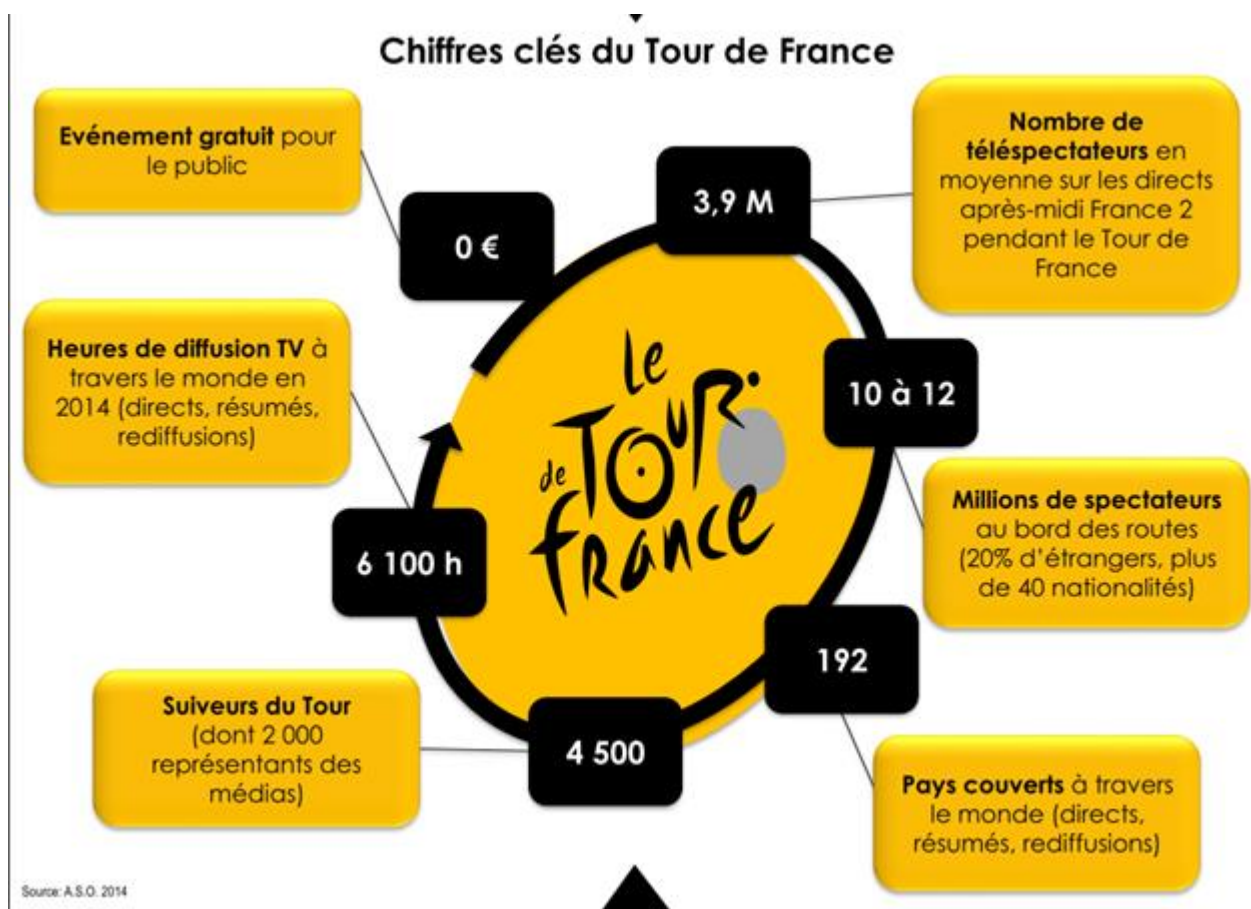 Chiffres clés du Tour de France
Evénement gratuit pour
le public
0 €
3,9 M
Nombre de
téléspectateurs en
moyenne sur les directs
après-midi France 2
pendant le Tour de
France
Heures de diffusion TV à
travers le monde en
2014 (directs, résumés,
rediffusions)
6 100 h
Le
TOUR
de
FRANCE
10 à 12
Millions de spectateurs
au bord des routes
(20% d'étrangers, plus
de 40 nationalités)
192
Pays couverts à travers
le monde (directs,
résumés, rediffusions)
Suiveurs du Tour
(dont 2 000
représentants des
médias)
4 500
Source: A.S.O. 2014